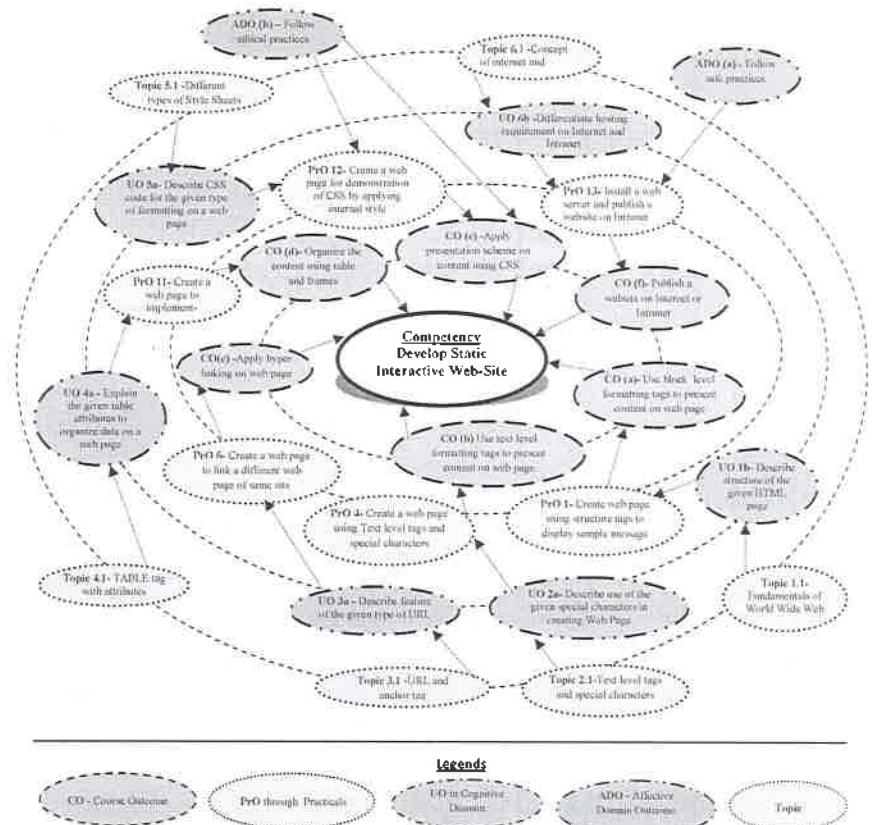 ADO (b) – Follow
ethical practices
Topic 6.1 -Concept
of internet and
ADO (a) – Follow
safe practices
Topic 5.1 -Different
types of Style Sheets
UO 6b -Differentiate hosting
requirement on Internet and
Intranet
UO 5a- Describe CSS
code for the given type
of formatting on a web
page
PrO 12- Create a web
page for demonstration
of CSS by applying
internal style
PrO 13- Install a web
server and publish a
website on Intranet
CO (d)- Organize the
content using table
and frames
CO (e) -Apply
presentation scheme on
content using CSS
PrO 11- Create a
web page to
implement-
CO (f)- Publish a
website on Internet or
Intranet
Competency
Develop Static
Interactive Web-Site
CO(c) -Apply hyper
linking on web page
CO (a)- Use block level
formatting tags to present
content on web page
UO 4a - Explain
the given table
attributes to
organize data on a
web page
CO (b) Use text level
formatting tags to present
content on web page
PrO 6- Create a web page
to link a different web
page of same site
UO 1b- Describe
structure of the
given HTML
page
PrO 4- Create a web page
using Text level tags and
special characters
PrO 1- Create web page
using structure tags to
display sample message
Topic 4.1- TABLE tag
with attributes
UO 3a - Describe feature
of the given type of URL
UO 2a- Describe use of the
given special characters in
creating Web Page
Topic 1.1-
Fundamentals of
World Wide Web
Topic 3.1 -URL and
anchor tag
Topic 2.1-Text level tags
and special characters
Legends
CO - Course Outcome
PrO through Practicals
UO in Cognitive
Domain
ADO - Affective
Domain Outcome
Topic